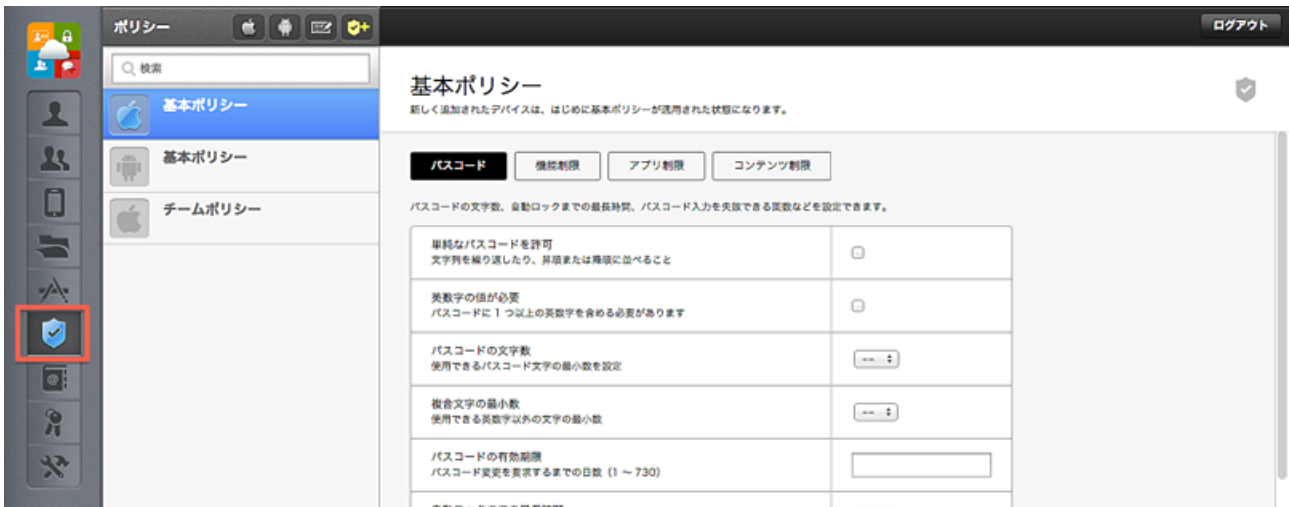 ポリシー
ログアウト
検索
基本ポリシー
基本ポリシー
チームポリシー
基本ポリシー
新しく追加されたデバイスは、はじめに基本ポリシーが適用された状態になります。
パスコード
機能制限
アプリ制限
コンテンツ制限
パスコードの文字数、自動ロックまでの最長時間、パスコード入力を失敗できる回数などを設定できます。
単純なパスコードを許可
文字列を繰り返したり、昇順または降順に並べること
英数字の値が必要
パスコードに 1 つ以上の英数字を含める必要があります
パスコードの文字数
使用できるパスコード文字の最小数を設定
--
複合文字の最小数
使用できる英数字以外の文字の最小数
--
パスコードの有効期限
パスコード変更を要求するまでの日数（1 ～ 730）